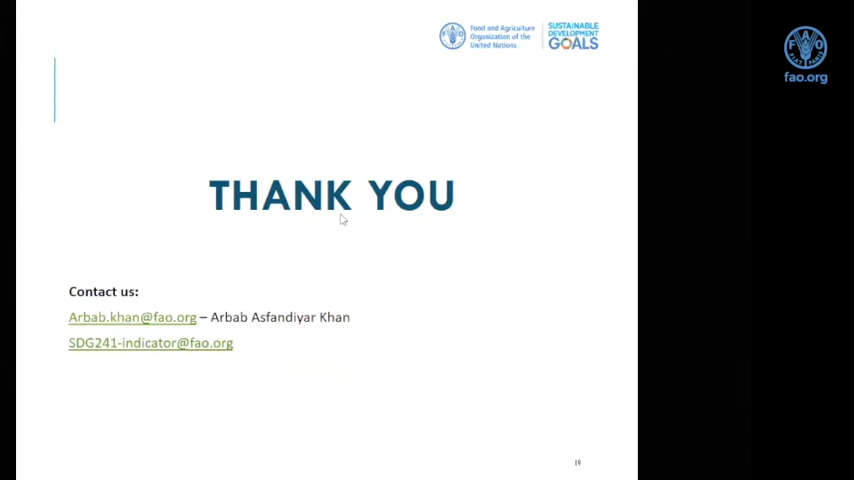 Food and Agriculture
Organization of the
United Nations
SUSTAINABLE
DEVELOPMENT
GOALS
fao.org
THANK YOU
Contact us:
Arbab.khan@fao.org – Arbab Asfandiyar Khan
SDG241-indicator@fao.org
19